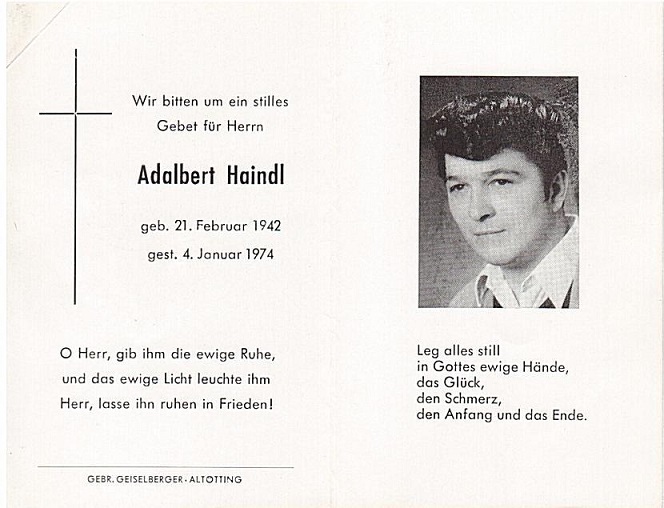 Wir bitten um ein stilles
Gebet für Herrn
Adalbert Haindl
geb. 21. Februar 1942
gest. 4. Januar 1974
O Herr, gib ihm die ewige Ruhe,
und das ewige Licht leuchte ihm
Herr, lasse ihn ruhen in Frieden!
GEBR. GEISELBERGER · ALTÖTTING
Leg alles still
in Gottes ewige Hände,
das Glück,
den Schmerz,
den Anfang und das Ende.